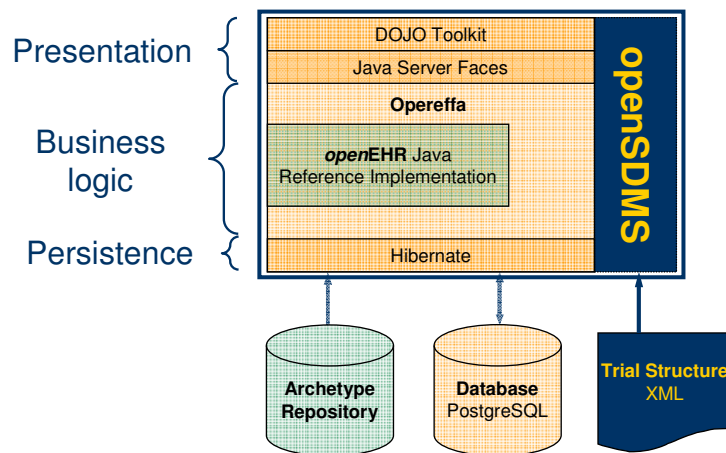 Presentation
DOJO Toolkit
Java Server Faces
Opereffa
Business
logic
openEHR Java
Reference Implementation
Persistence
Hibernate
openSDMS
Archetype
Repository
Database
PostgreSQL
Trial Structure
XML